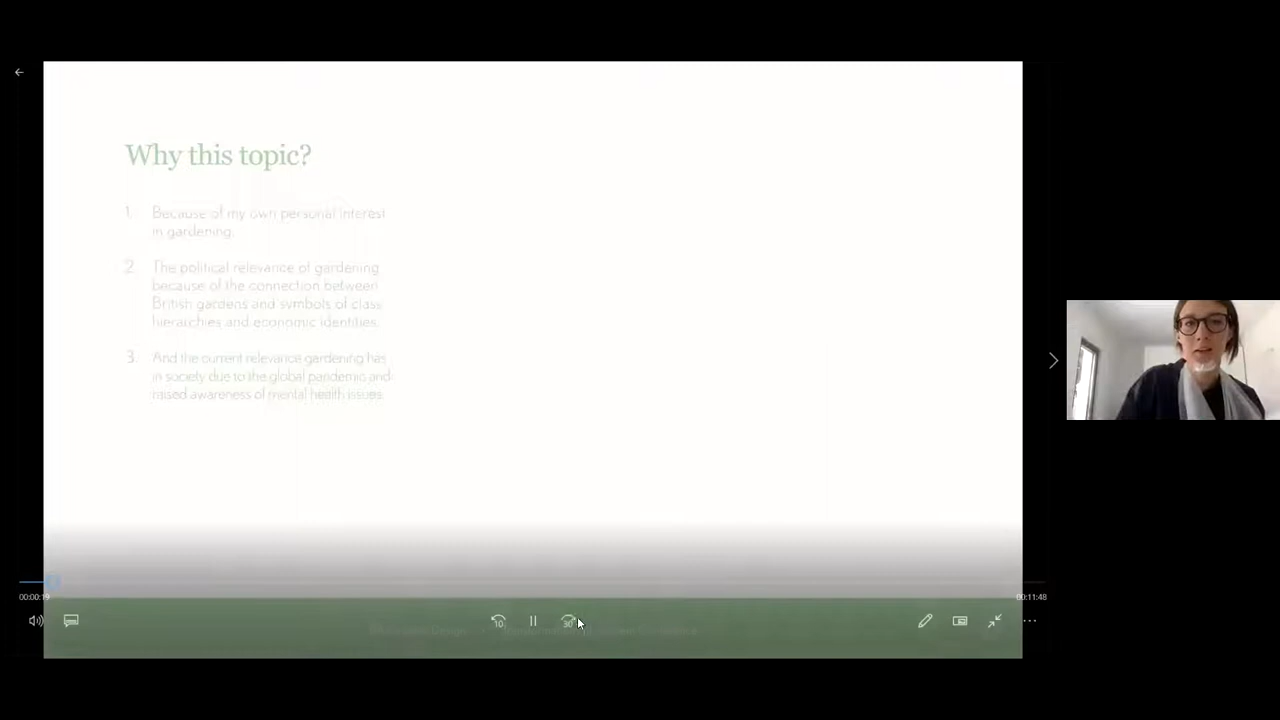 Why this topic?
1. Because of my own personal interest
in gardening.
2. The political relevance of gardening
because of the connection between
British gardens and symbols of class
hierarchies and economic identities.
3. And the current relevance gardening has
in society due to the global pandemic and
raised awareness of mental health issues.
00:00:19
00:11:48
10
30